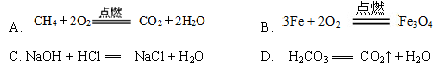 A. CH₄ + 2O₂ 点燃 CO₂ + 2H₂O B. 3Fe + 2O₂ 点燃 Fe₃O₄
C. NaOH + HCl ══ NaCl + H₂O D. H₂CO₃ ══ CO₂↑ + H₂O